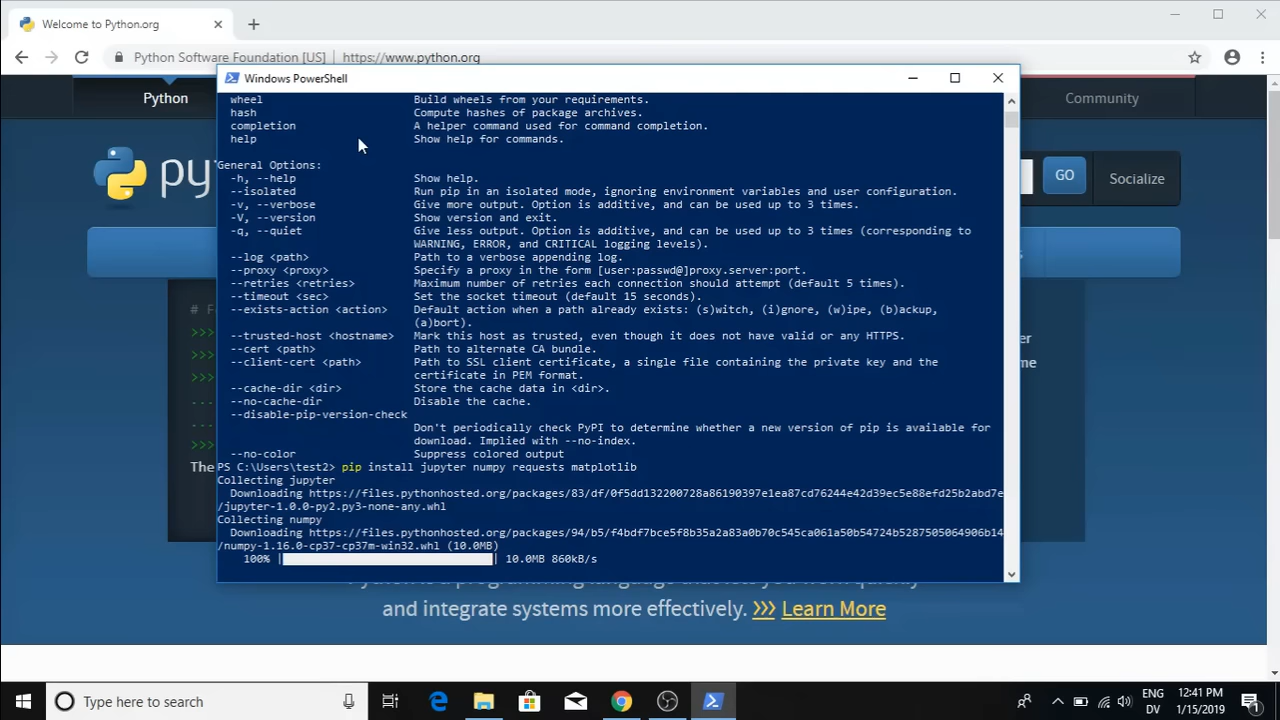 Welcome to Python.org
Python Software Foundation [US] | https://www.python.org
Windows PowerShell
Python
Community
py
GO
Socialize
wheel Build wheels from your requirements.
hash Compute hashes of package archives.
completion A helper command used for command completion.
help Show help for commands.
General Options:
-h, --help Show help.
--isolated Run pip in an isolated mode, ignoring environment variables and user configuration.
-v, --verbose Give more output. Option is additive, and can be used up to 3 times.
-V, --version Show version and exit.
-q, --quiet Give less output. Option is additive, and can be used up to 3 times (corresponding to
WARNING, ERROR, and CRITICAL logging levels).
--log <path> Path to a verbose appending log.
--proxy <proxy> Specify a proxy in the form [user:passwd@]proxy.server:port.
--retries <retries> Maximum number of retries each connection should attempt (default 5 times).
--timeout <sec> Set the socket timeout (default 15 seconds).
--exists-action <action> Default action when a path already exists: (s)witch, (i)gnore, (w)ipe, (b)ackup,
(a)bort).
--trusted-host <hostname> Mark this host as trusted, even though it does not have valid or any HTTPS.
--cert <path> Path to alternate CA bundle.
--client-cert <path> Path to SSL client certificate, a single file containing the private key and the
certificate in PEM format.
--cache-dir <dir> Store the cache data in <dir>.
--no-cache-dir Disable the cache.
--disable-pip-version-check
Don't periodically check PyPI to determine whether a new version of pip is available for
download. Implied with --no-index.
--no-color Suppress colored output
PS C:\Users\test2> pip install jupyter numpy requests matplotlib
Collecting jupyter
Downloading https://files.pythonhosted.org/packages/83/df/0f5dd132200728a86190397e1ea87cd76244e42d39ec5e88efd25b2abd7e
/jupyter-1.0.0-py2.py3-none-any.whl
Collecting numpy
Downloading https://files.pythonhosted.org/packages/94/b5/f4bdf7bce5f8b35a2a83a0b70c545ca061a50b54724b5287505064906b14
/numpy-1.16.0-cp37-cp37m-win32.whl (10.0MB)
100% | | 10.0MB 860kB/s
# F
>>>
>>>
>>>
...
...
>>>
The
er
me
Python is a programming language that lets you work quickly
and integrate systems more effectively. >>> Learn More
Type here to search
ENG
DV
12:41 PM
1/15/2019
1